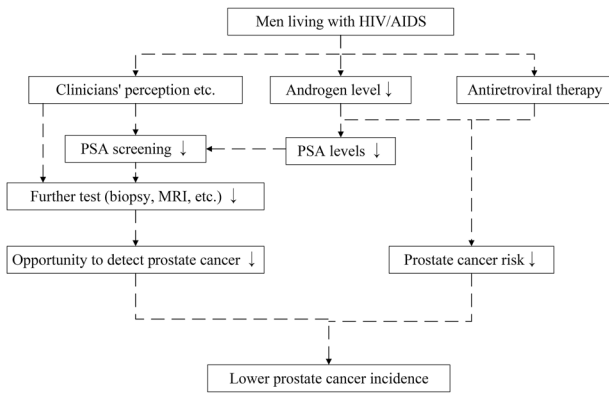 Men living with HIV/AIDS
Clinicians' perception etc.
Androgen level ↓
Antiretroviral therapy
PSA screening ↓
PSA levels ↓
Further test (biopsy, MRI, etc.) ↓
Opportunity to detect prostate cancer ↓
Prostate cancer risk ↓
Lower prostate cancer incidence